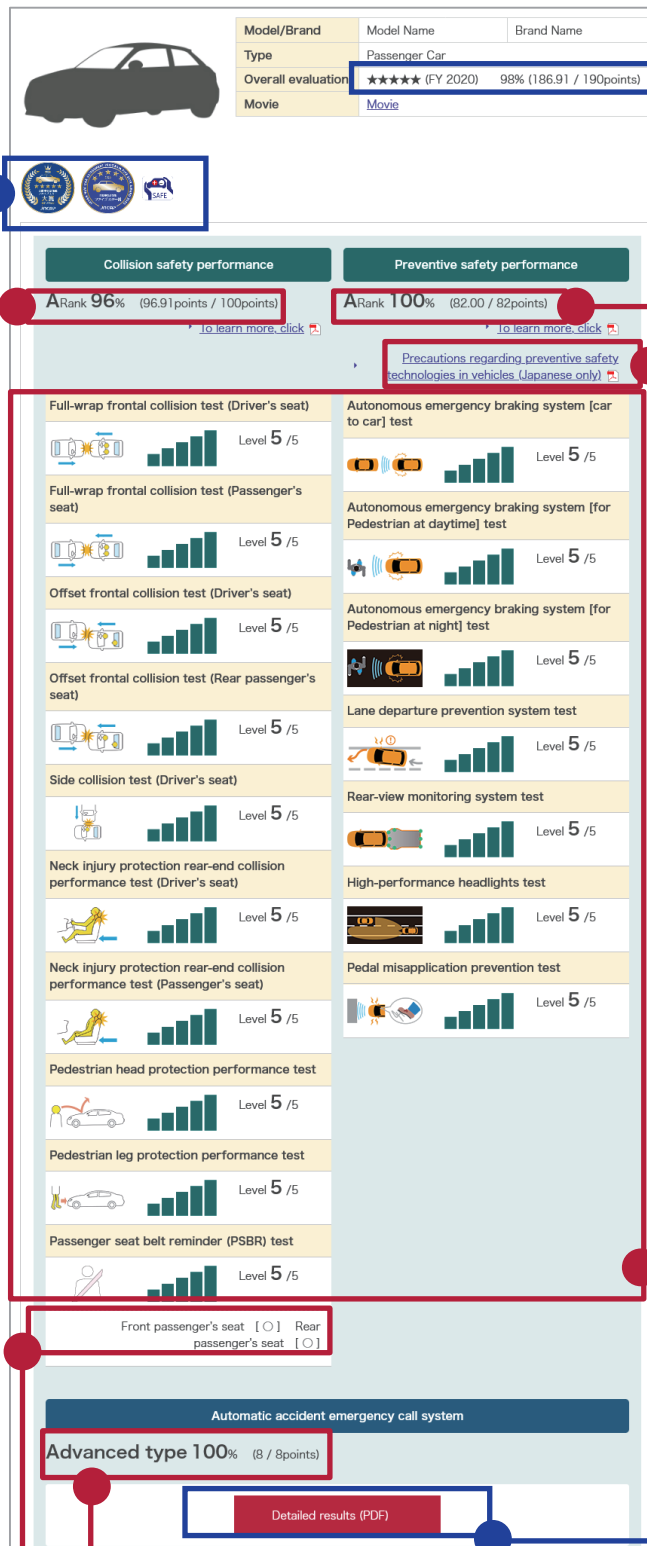 Model/Brand Model Name Brand Name
Type Passenger Car
Overall evaluation ★★★★★ (FY 2020) 98% (186.91 / 190points)
Movie Movie
大賞
SAFE
Collision safety performance
ARank 96% (96.91points / 100points)
To learn more, click
Preventive safety performance
ARank 100% (82.00 / 82points)
To learn more, click
Precautions regarding preventive safety
technologies in vehicles (Japanese only)
Full-wrap frontal collision test (Driver's seat)
Level 5 /5
Full-wrap frontal collision test (Passenger's
seat)
Level 5 /5
Offset frontal collision test (Driver's seat)
Level 5 /5
Offset frontal collision test (Rear passenger's
seat)
Level 5 /5
Side collision test (Driver's seat)
Level 5 /5
Neck injury protection rear-end collision
performance test (Driver's seat)
Level 5 /5
Neck injury protection rear-end collision
performance test (Passenger's seat)
Level 5 /5
Pedestrian head protection performance test
Level 5 /5
Pedestrian leg protection performance test
Level 5 /5
Passenger seat belt reminder (PSBR) test
Level 5 /5
Front passenger's seat [○] Rear
passenger's seat [○]
Autonomous emergency braking system [car
to car] test
Level 5 /5
Autonomous emergency braking system [for
Pedestrian at daytime] test
Level 5 /5
Autonomous emergency braking system [for
Pedestrian at night] test
Level 5 /5
Lane departure prevention system test
Level 5 /5
Rear-view monitoring system test
Level 5 /5
High-performance headlights test
Level 5 /5
Pedal misapplication prevention test
Level 5 /5
Automatic accident emergency call system
Advanced type 100% (8 / 8points)
Detailed results (PDF)